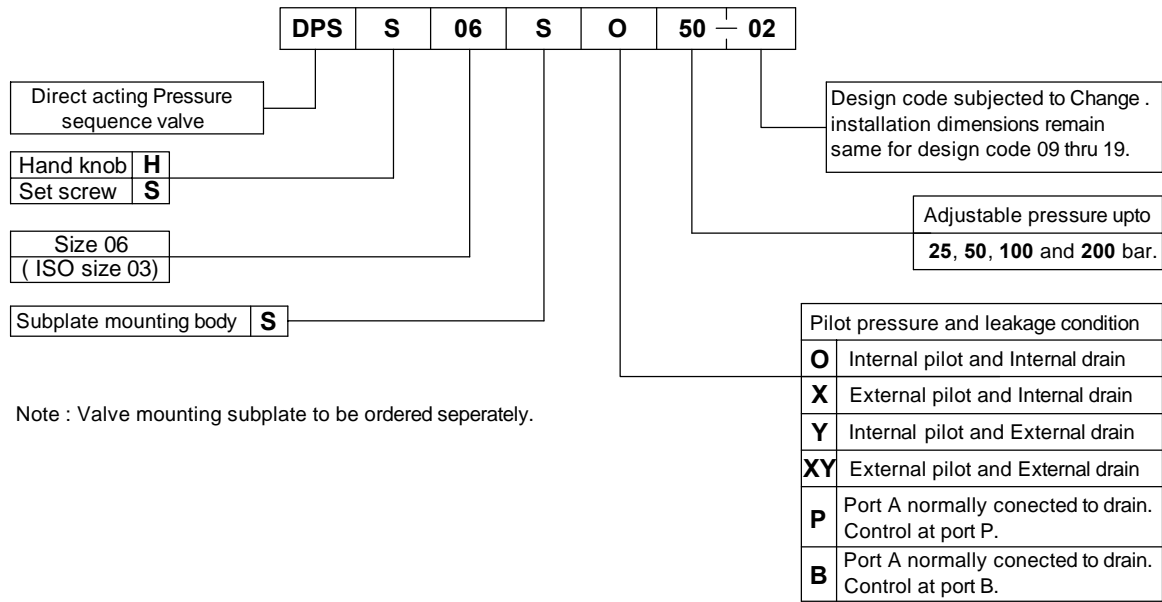 DPS S 06 S O 50 — 02
Direct acting Pressure
sequence valve
Hand knob H
Set screw S
Size 06
( ISO size 03)
Subplate mounting body S
Note : Valve mounting subplate to be ordered seperately.
Design code subjected to Change .
installation dimensions remain
same for design code 09 thru 19.
Adjustable pressure upto
25, 50, 100 and 200 bar.
Pilot pressure and leakage condition
O Internal pilot and Internal drain
X External pilot and Internal drain
Y Internal pilot and External drain
XY External pilot and External drain
P Port A normally conected to drain.
Control at port P.
B Port A normally conected to drain.
Control at port B.